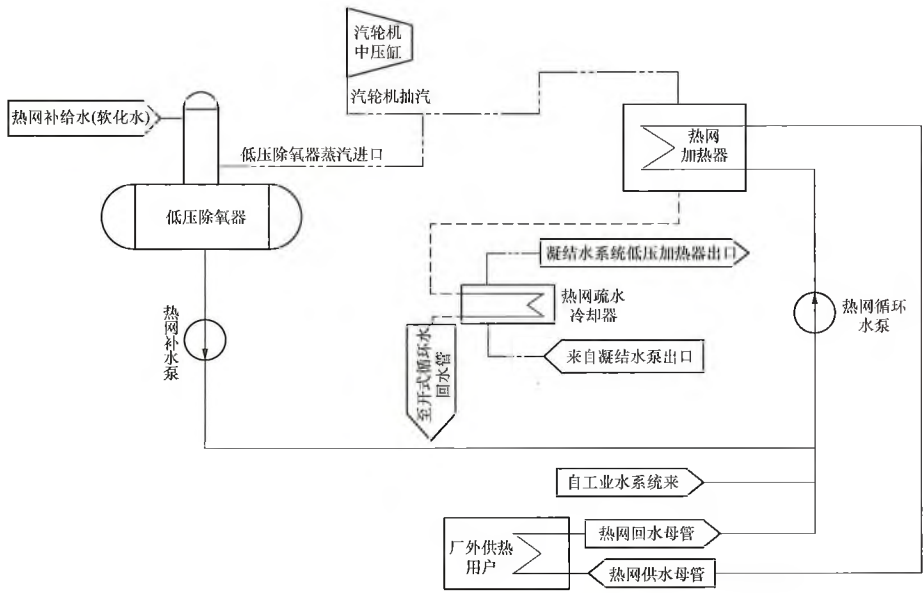 汽轮机
中压缸
汽轮机抽汽
热网补给水(软化水)
低压除氧器蒸汽进口
热网
加热器
低压除氧器
凝结水系统低压加热器出口
热网疏水
冷却器
热网循环
水泵
热网补水泵
至开式循环水
回水管
来自凝结水泵出口
自工业水系统来
厂外供热
用户
热网回水母管
热网供水母管